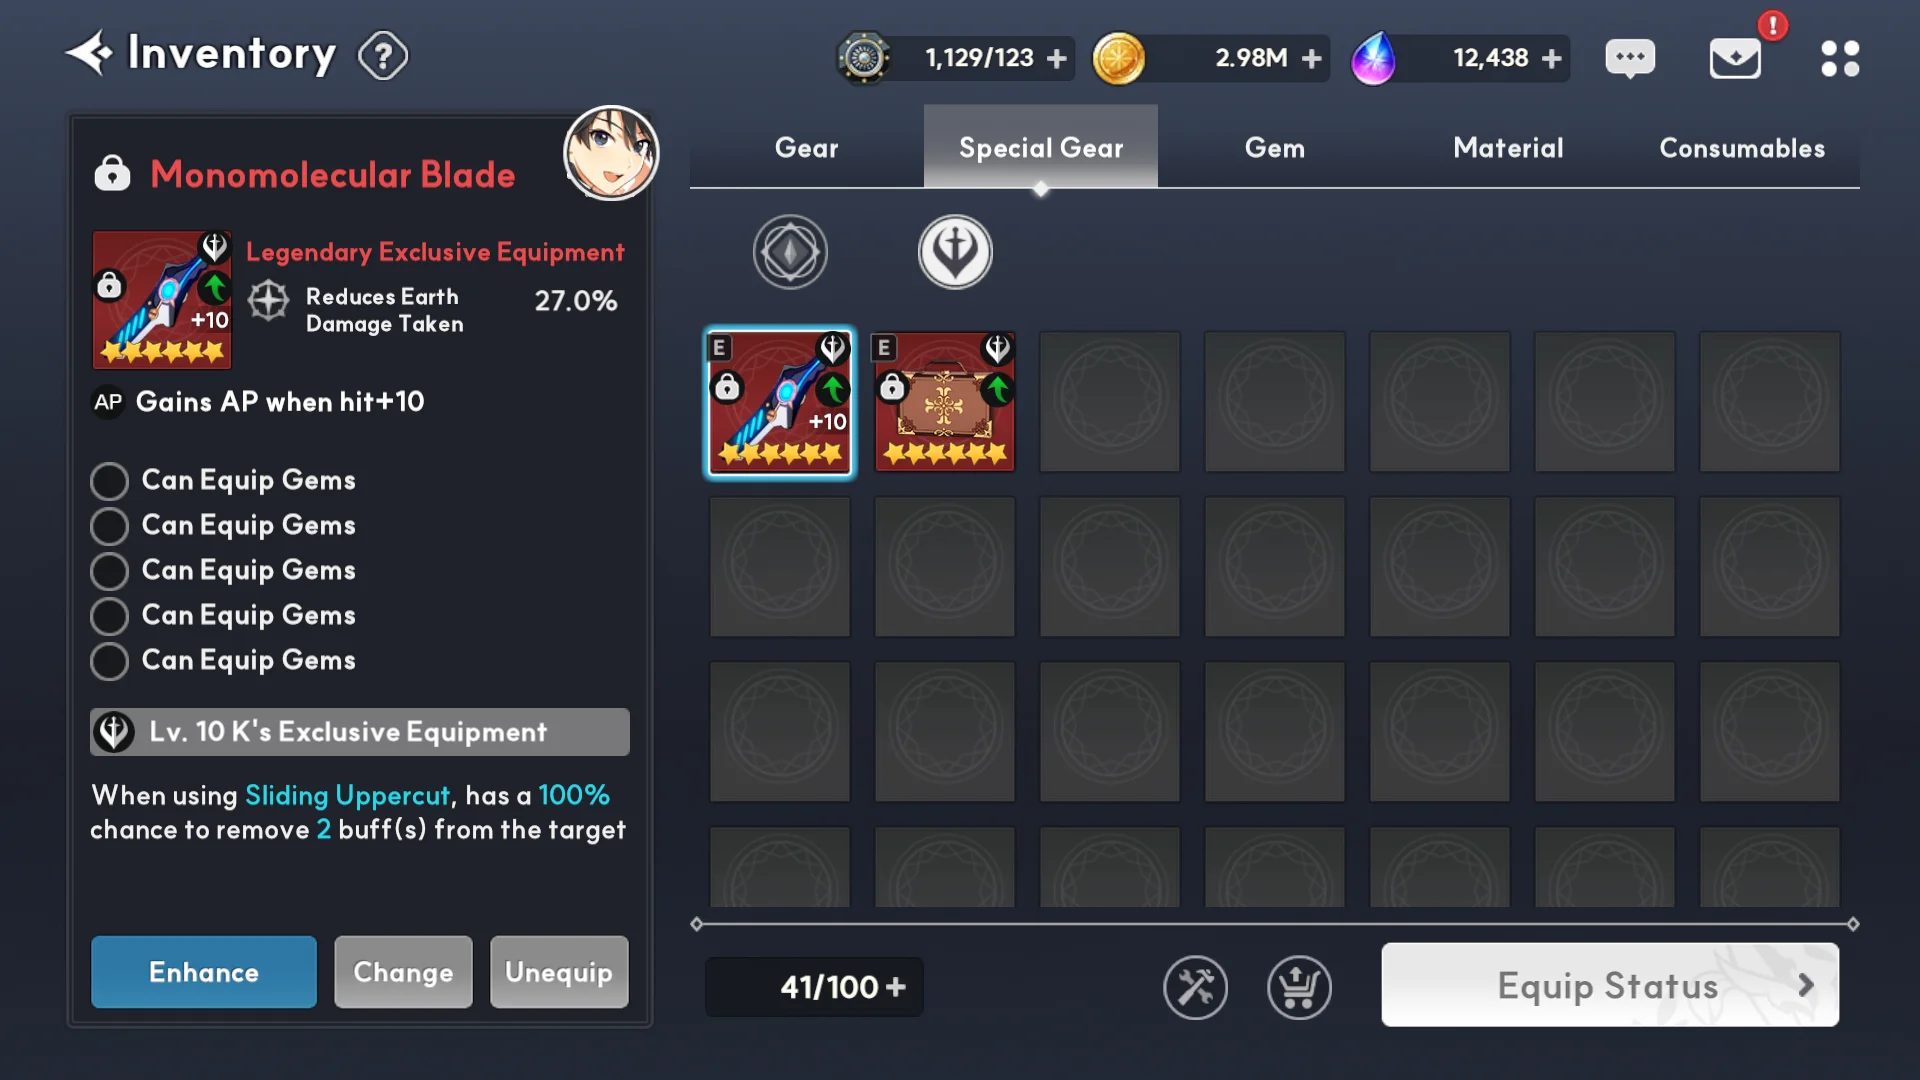 Inventory ?
1,129/123 +
2.98M +
12,438 +
!
Monomolecular Blade
Legendary Exclusive Equipment
Reduces Earth
Damage Taken
27.0%
+10
AP Gains AP when hit+10
Can Equip Gems
Can Equip Gems
Can Equip Gems
Can Equip Gems
Can Equip Gems
Lv. 10 K's Exclusive Equipment
When using Sliding Uppercut, has a 100%
chance to remove 2 buff(s) from the target
Enhance
Change
Unequip
Gear
Special Gear
Gem
Material
Consumables
E
+10
E
41/100 +
Equip Status